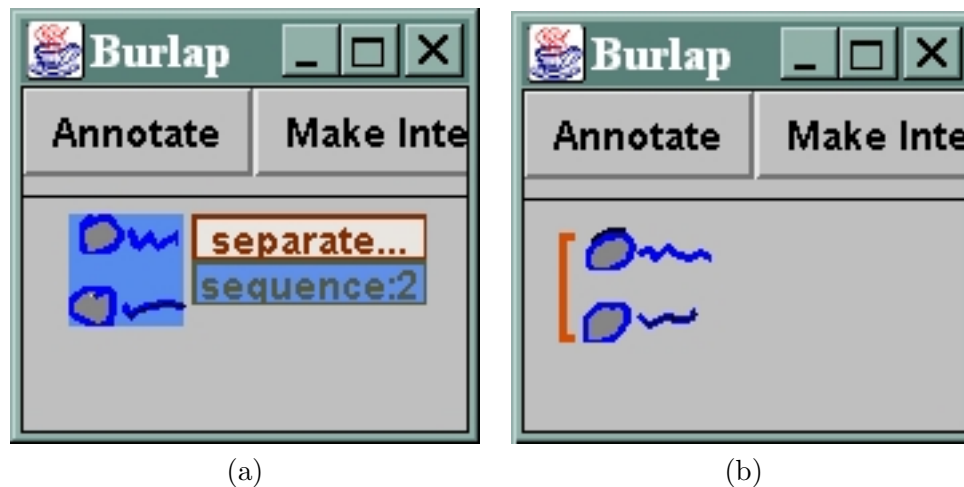 Burlap
Annotate Make Inte
separate...
sequence:2
(a)
Burlap
Annotate Make Inte
(b)